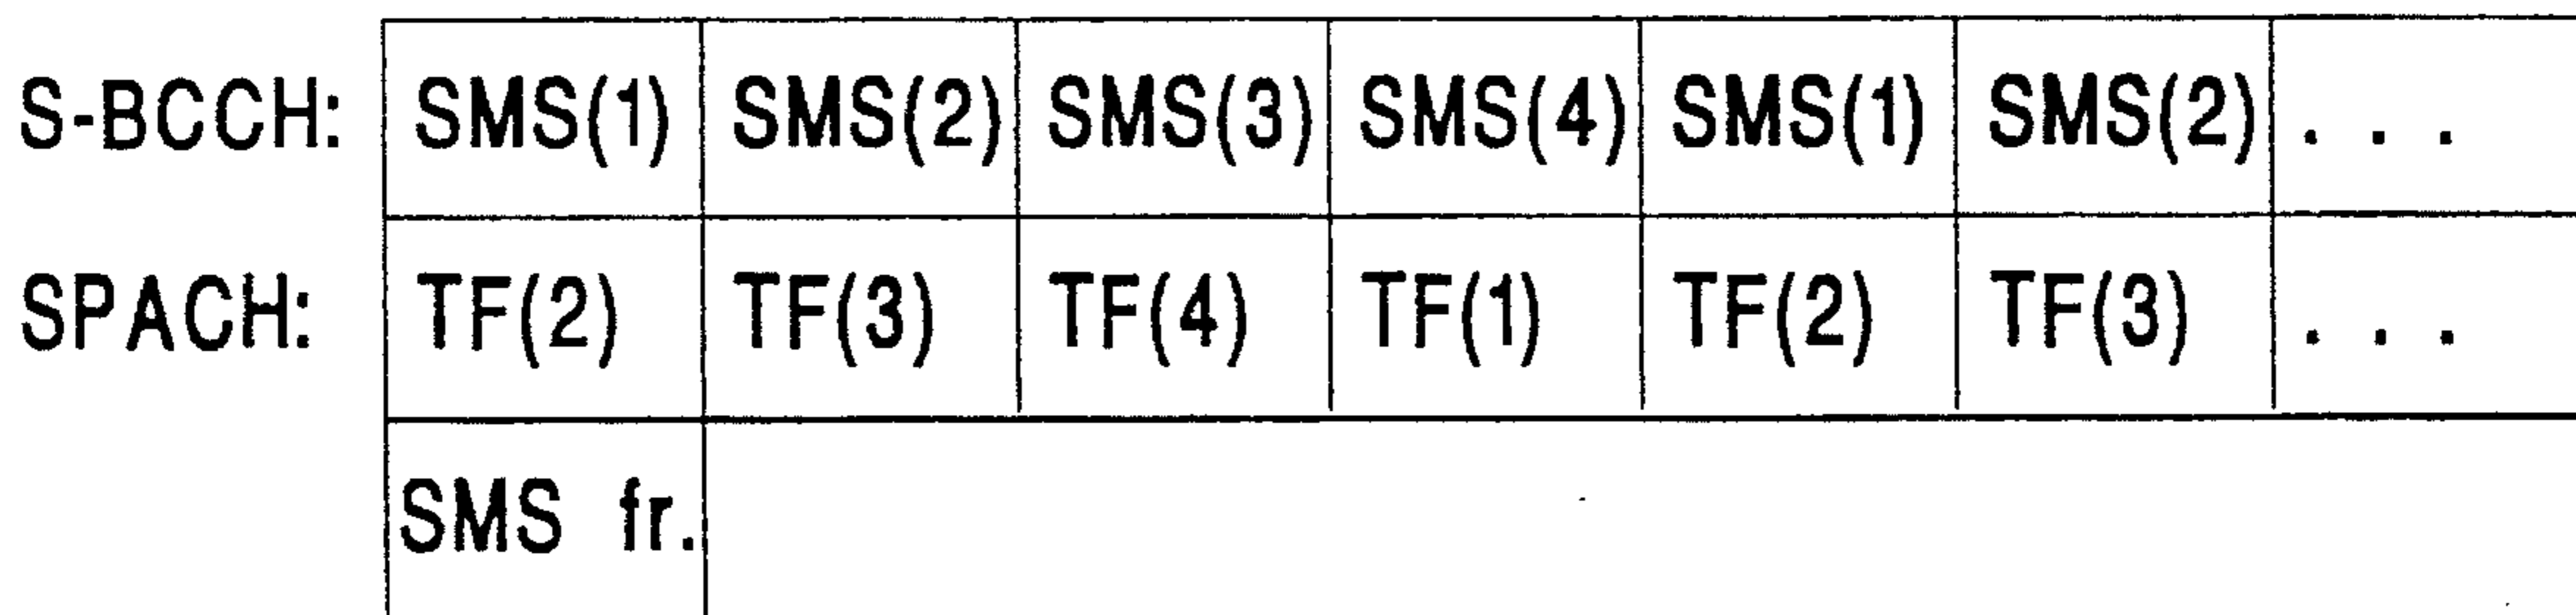 S-BCCH: SMS(1) SMS(2) SMS(3) SMS(4) SMS(1) SMS(2) . . .
SPACH: TF(2) TF(3) TF(4) TF(1) TF(2) TF(3) . . .
SMS fr.